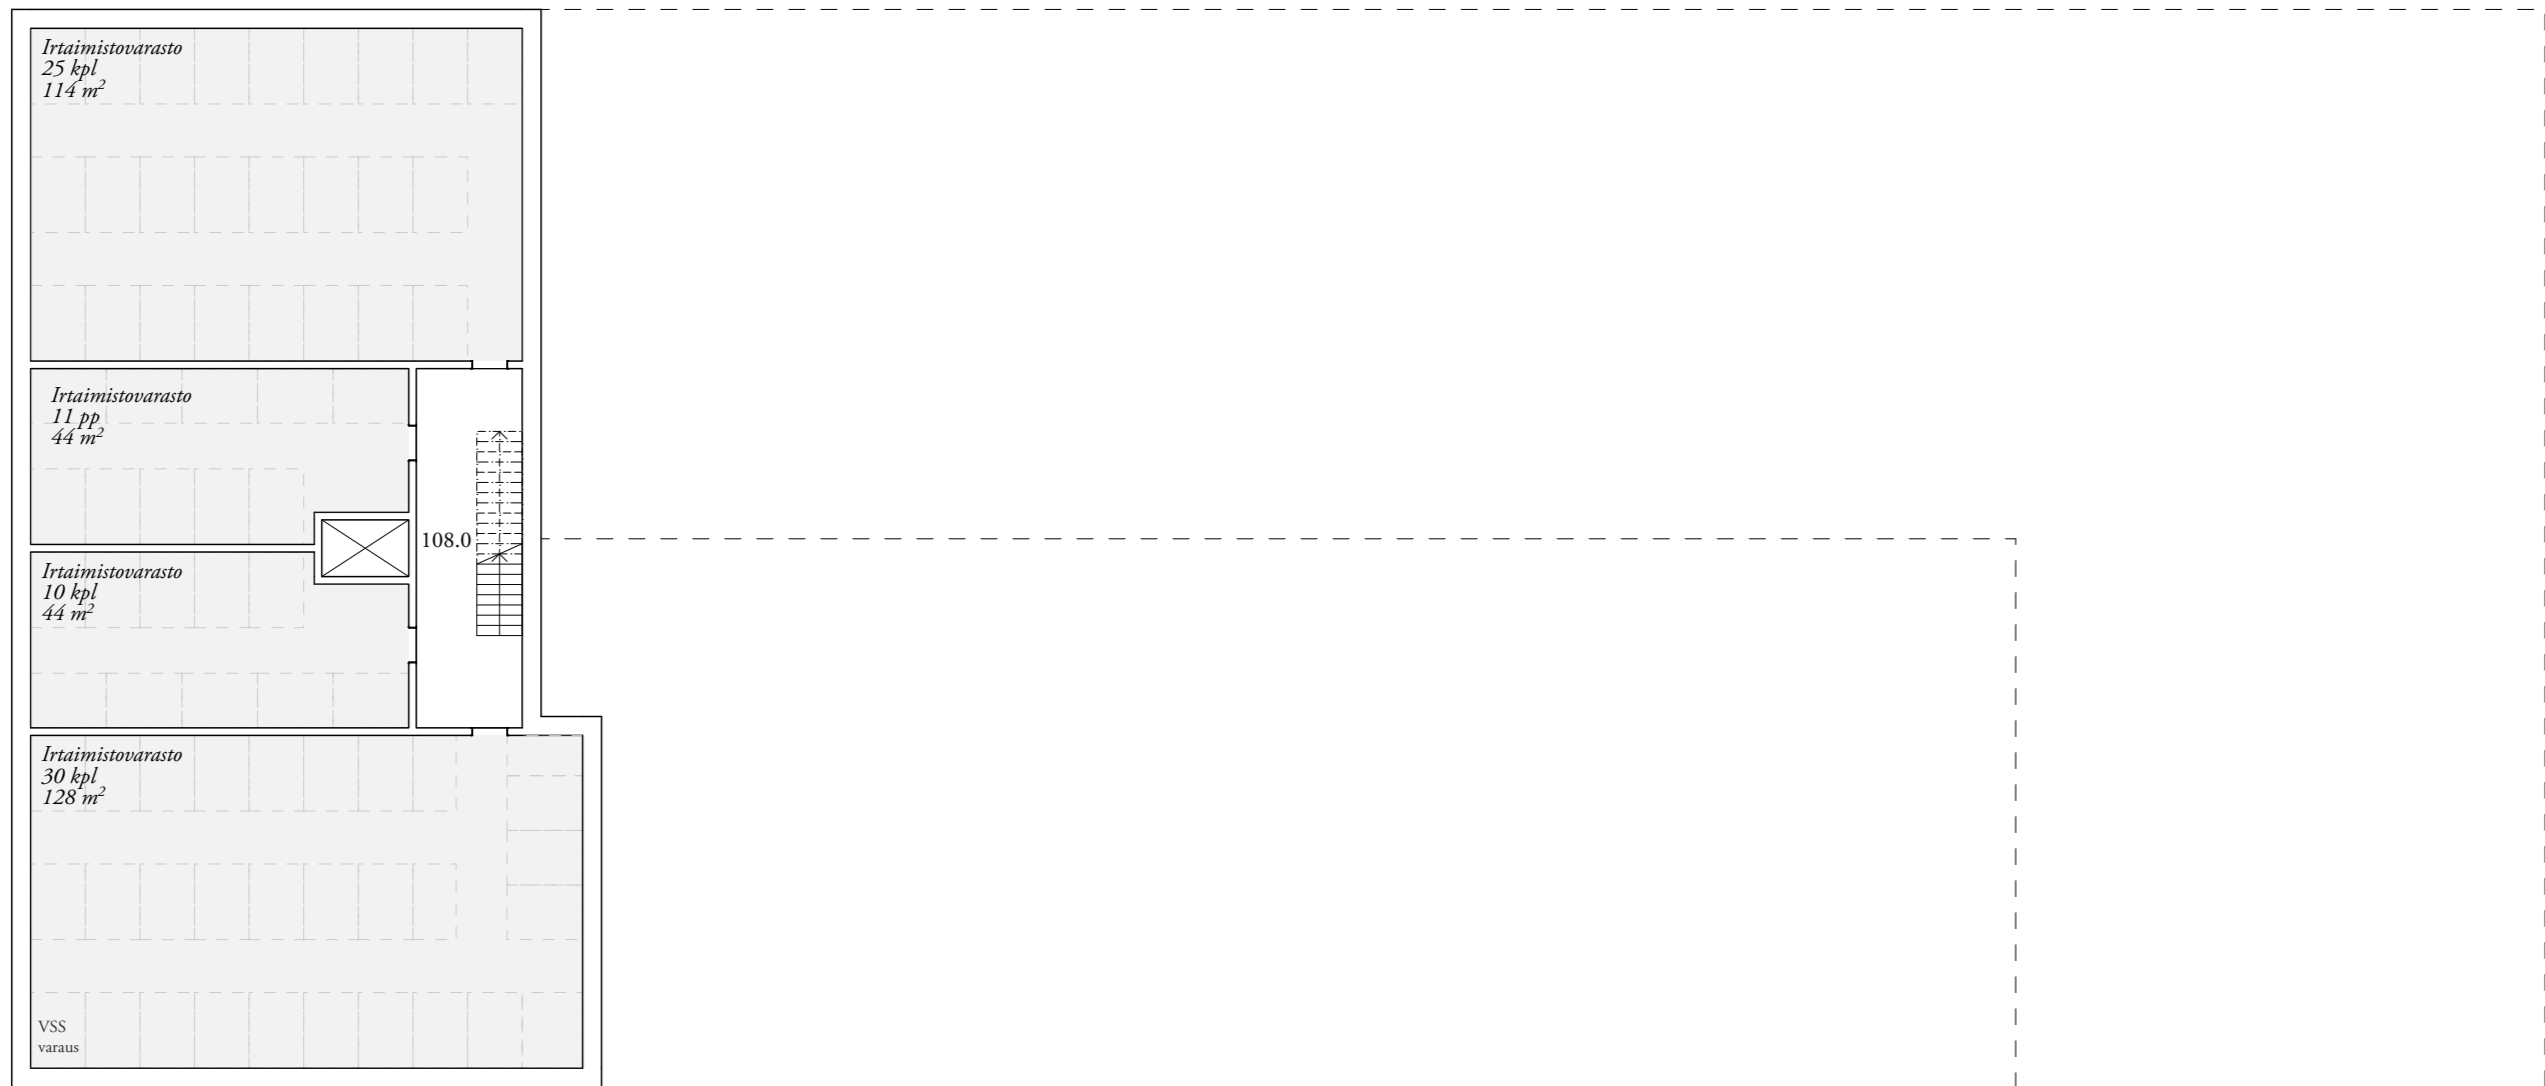 Irtaimistovarasto
25 kpl
114 m²
Irtaimistovarasto
11 pp
44 m²
108.0
Irtaimistovarasto
10 kpl
44 m²
Irtaimistovarasto
30 kpl
128 m²
VSS
varaus